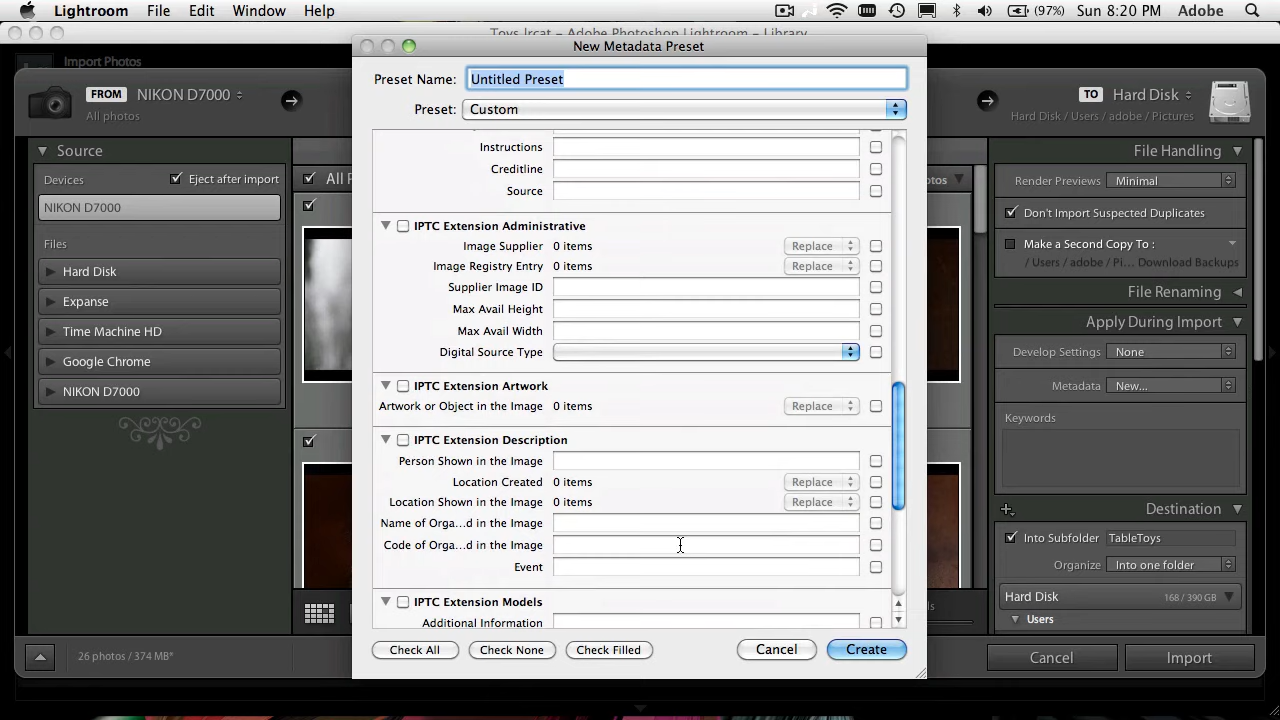 Lightroom File Edit Window Help (97%) Sun 8:20 PM Adobe
Toys.lrcat - Adobe Photoshop Lightroom - Library
Import Photos
New Metadata Preset
FROM NIKON D7000
All photos
TO Hard Disk
Hard Disk / Users / adobe / Pictures
Preset Name: Untitled Preset
Preset: Custom
Source
Devices Eject after import
NIKON D7000
Files
Hard Disk
Expanse
Time Machine HD
Google Chrome
NIKON D7000
Instructions
Creditline
Source
IPTC Extension Administrative
Image Supplier 0 items Replace
Image Registry Entry 0 items Replace
Supplier Image ID
Max Avail Height
Max Avail Width
Digital Source Type
IPTC Extension Artwork
Artwork or Object in the Image 0 items Replace
IPTC Extension Description
Person Shown in the Image
Location Created 0 items Replace
Location Shown in the Image 0 items Replace
Name of Orga...d in the Image
Code of Orga...d in the Image
Event
IPTC Extension Models
Additional Information
Check All Check None Check Filled Cancel Create
File Handling
Render Previews Minimal
Don't Import Suspected Duplicates
Make a Second Copy To :
/ Users / adobe / Pi... Download Backups
File Renaming
Apply During Import
Develop Settings None
Metadata New...
Keywords
Destination
Into Subfolder TableToys
Organize Into one folder
Hard Disk 168 / 390 GB
Users
26 photos / 374 MB*
Cancel Import